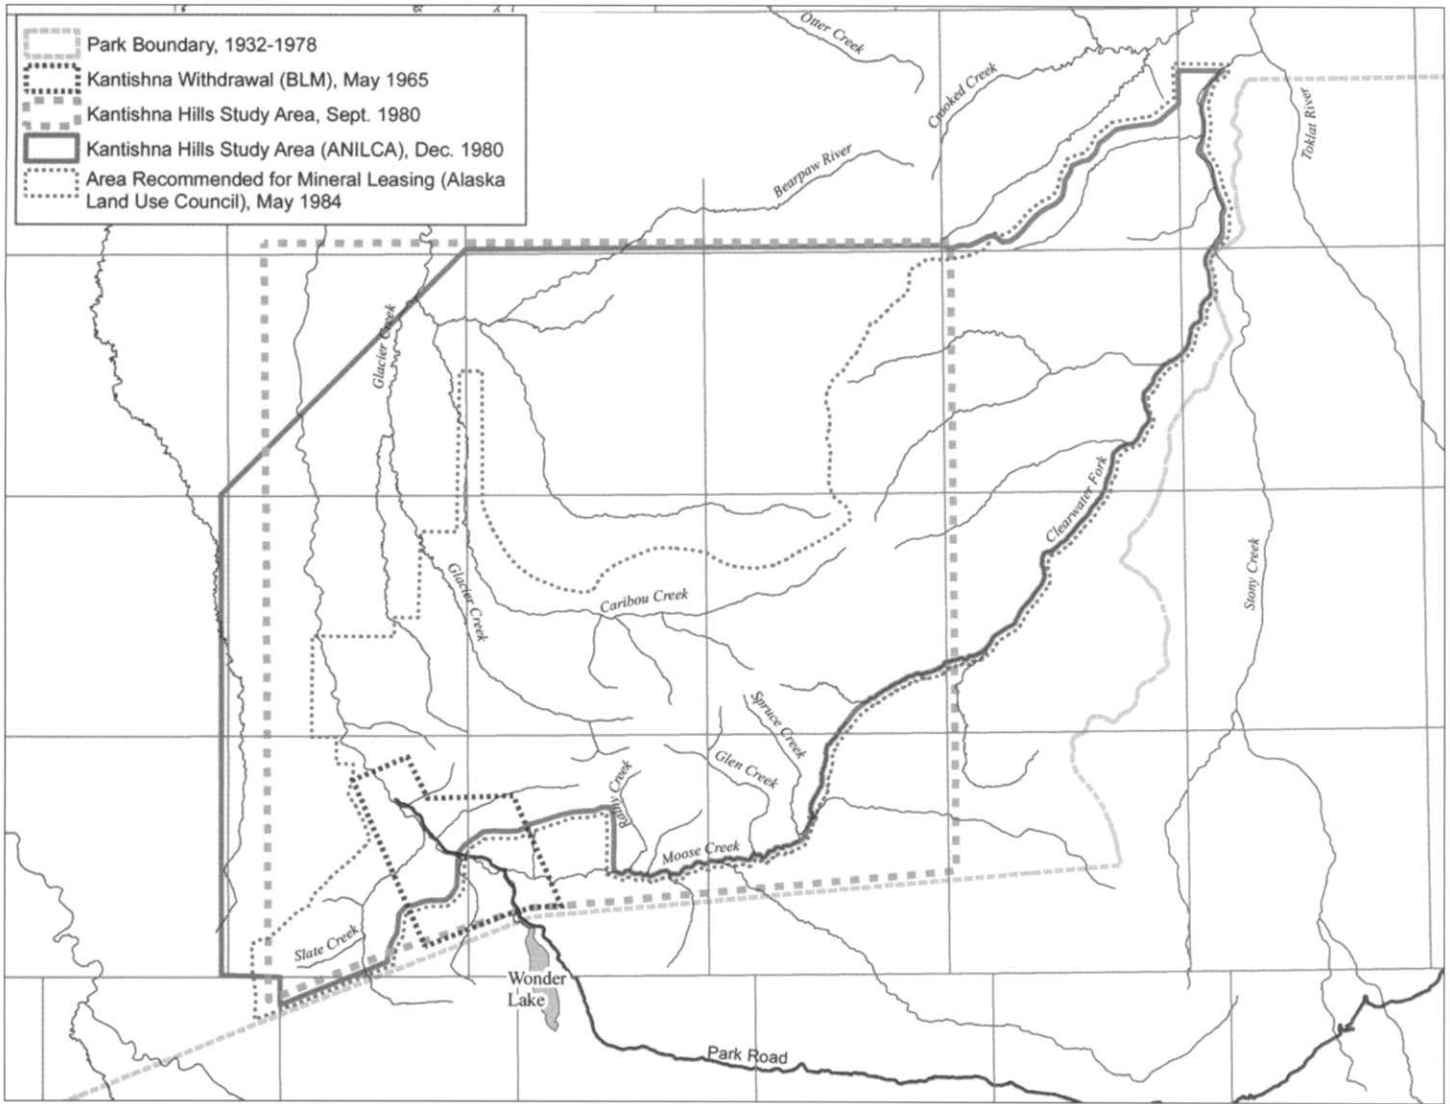 Park Boundary, 1932-1978
Kantishna Withdrawal (BLM), May 1965
Kantishna Hills Study Area, Sept. 1980
Kantishna Hills Study Area (ANILCA), Dec. 1980
Area Recommended for Mineral Leasing (Alaska
Land Use Council), May 1984
Otter Creek
Crooked Creek
Toklat River
Bearpaw River
Glacier Creek
Clearwater Fork
Glacier Creek
Caribou Creek
Stony Creek
Spruce Creek
Glen Creek
Rainy Creek
Moose Creek
Slate Creek
Wonder
Lake
Park Road